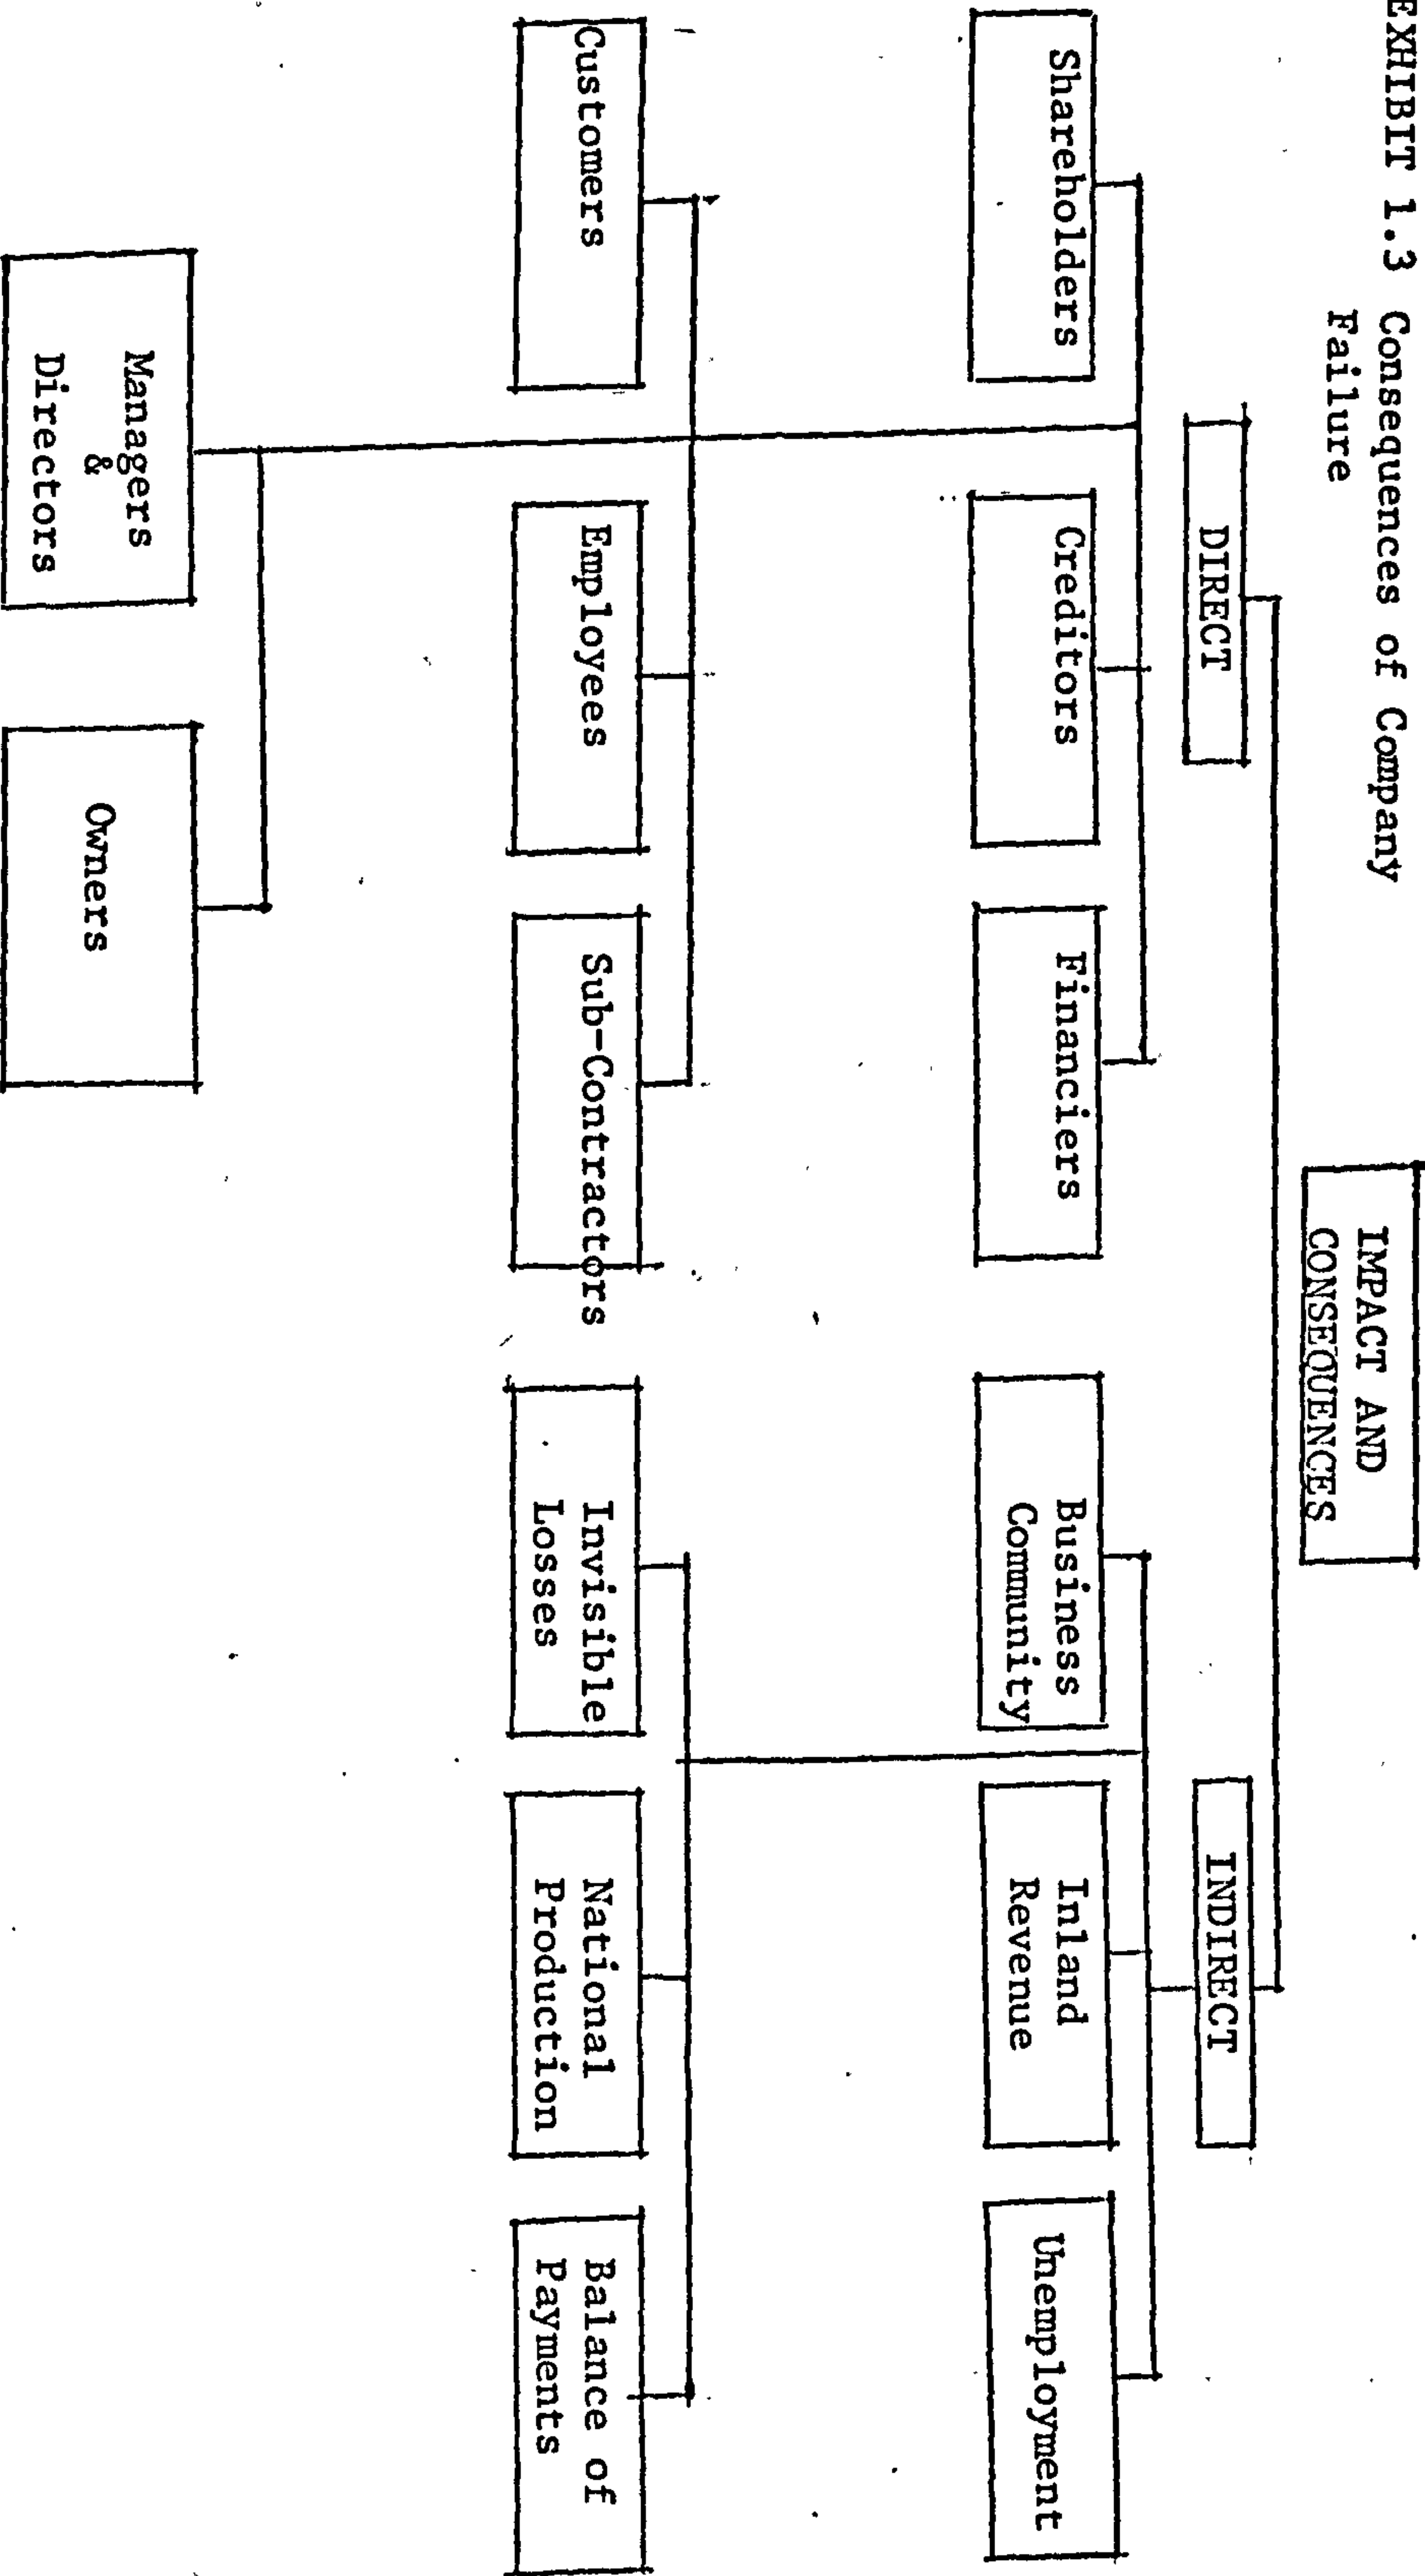 EXHIBIT 1.3 Consequences of Company
Failure
IMPACT AND
CONSEQUENCES
DIRECT
INDIRECT
Shareholders
Creditors
Financiers
Business
Community
Inland
Revenue
Unemployment
Customers
Employees
Sub-Contractors
Invisible
Losses
National
Production
Balance of
Payments
Managers
&
Directors
Owners